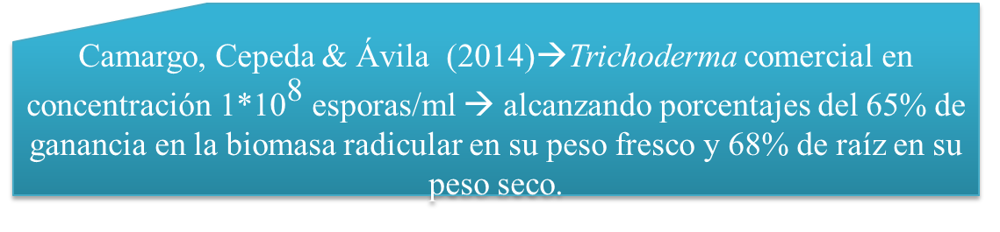 Camargo, Cepeda & Ávila (2014)→Trichoderma comercial en
concentración 1*10⁸ esporas/ml → alcanzando porcentajes del 65% de
ganancia en la biomasa radicular en su peso fresco y 68% de raíz en su
peso seco.